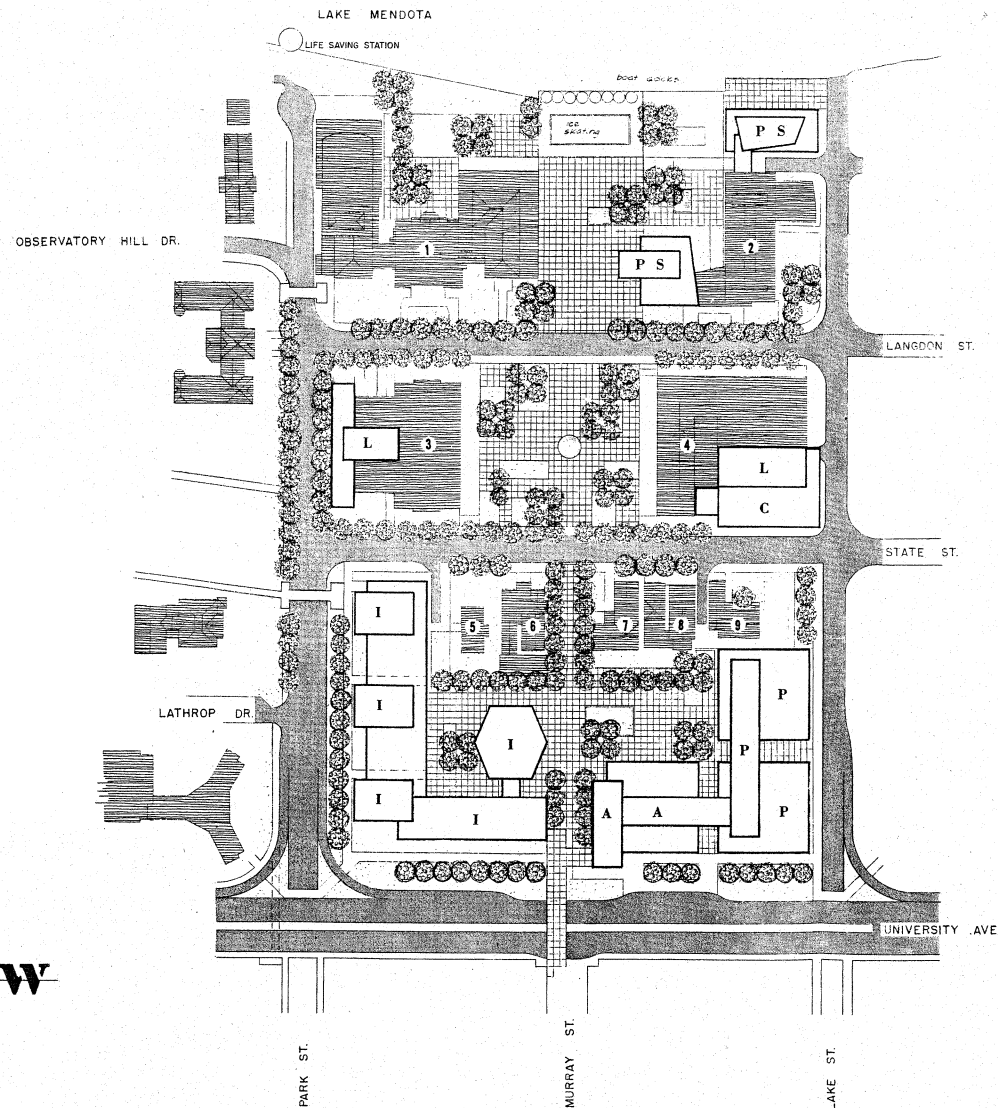 LAKE MENDOTA
LIFE SAVING STATION
boat docks
ice
skating
P S
OBSERVATORY HILL DR.
1
2
P S
LANGDON ST.
L
3
4
L
C
STATE ST.
I
5
6
7
8
9
I
LATHROP DR.
I
P
P
I
I
A
A
P
UNIVERSITY AVE
W
PARK ST.
MURRAY ST.
LAKE ST.